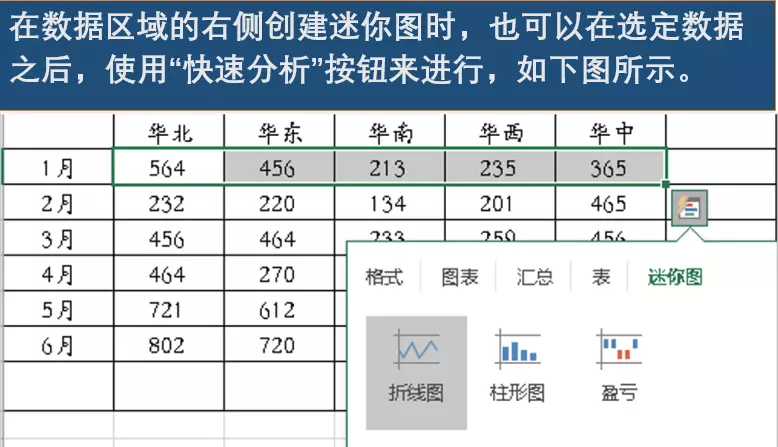 在数据区域的右侧创建迷你图时，也可以在选定数据
之后，使用“快速分析”按钮来进行，如下图所示。
华北 华东 华南 华西 华中
1月 564 456 213 235 365
2月 232 220 134 201 465
3月 456 464
格式 图表 汇总 表 迷你图
4月 464 270
5月 721 612
6月 802 720
折线图 柱形图 盈亏